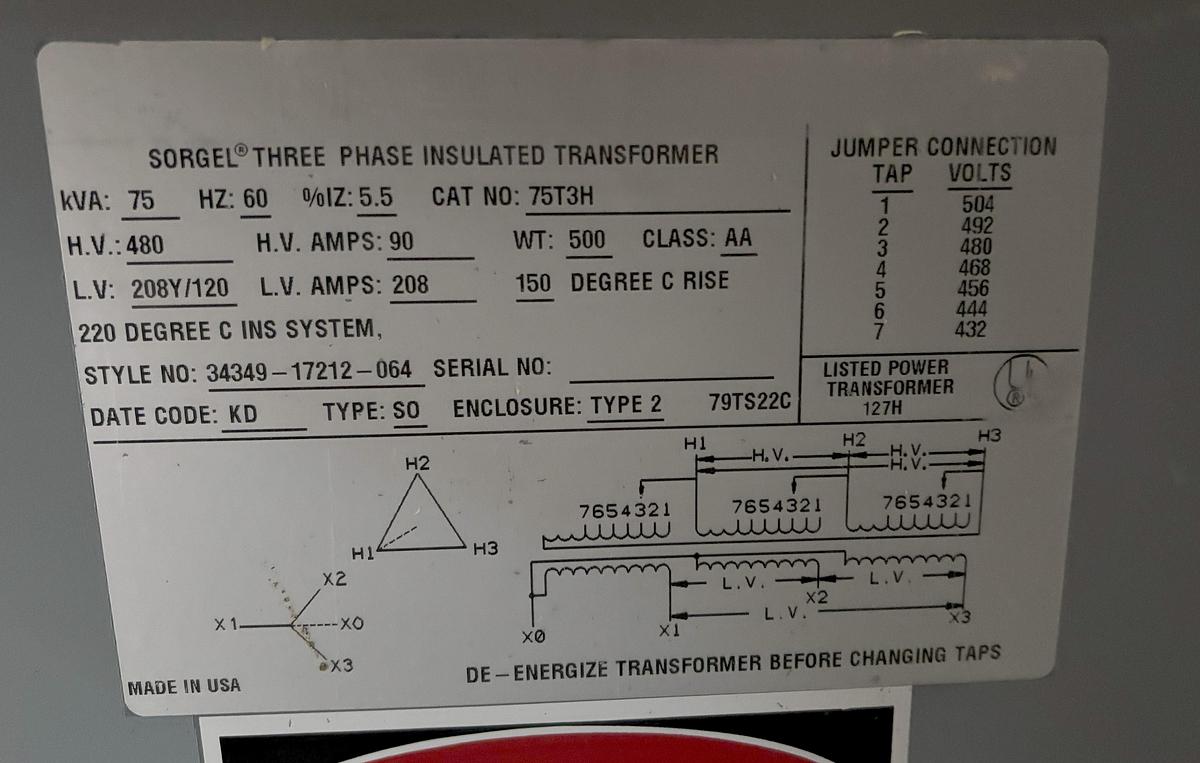 SORGEL® THREE PHASE INSULATED TRANSFORMER
kVA: 75 HZ: 60 %IZ: 5.5 CAT NO: 75T3H
H.V.: 480 H.V. AMPS: 90 WT: 500 CLASS: AA
L.V: 208Y/120 L.V. AMPS: 208 150 DEGREE C RISE
220 DEGREE C INS SYSTEM,
STYLE NO: 34349-17212-064 SERIAL NO:
DATE CODE: KD TYPE: SO ENCLOSURE: TYPE 2 79TS22C
JUMPER CONNECTION
TAP VOLTS
1 504
2 492
3 480
4 468
5 456
6 444
7 432
LISTED POWER
TRANSFORMER
127H
UL
®
H2
H1 H3
X2
X1 X0
X3
H1 H2 H3
H.V. H.V.
H.V.
7654321 7654321 7654321
L.V. L.V.
X2
L.V.
X0 X1 X3
MADE IN USA
DE-ENERGIZE TRANSFORMER BEFORE CHANGING TAPS